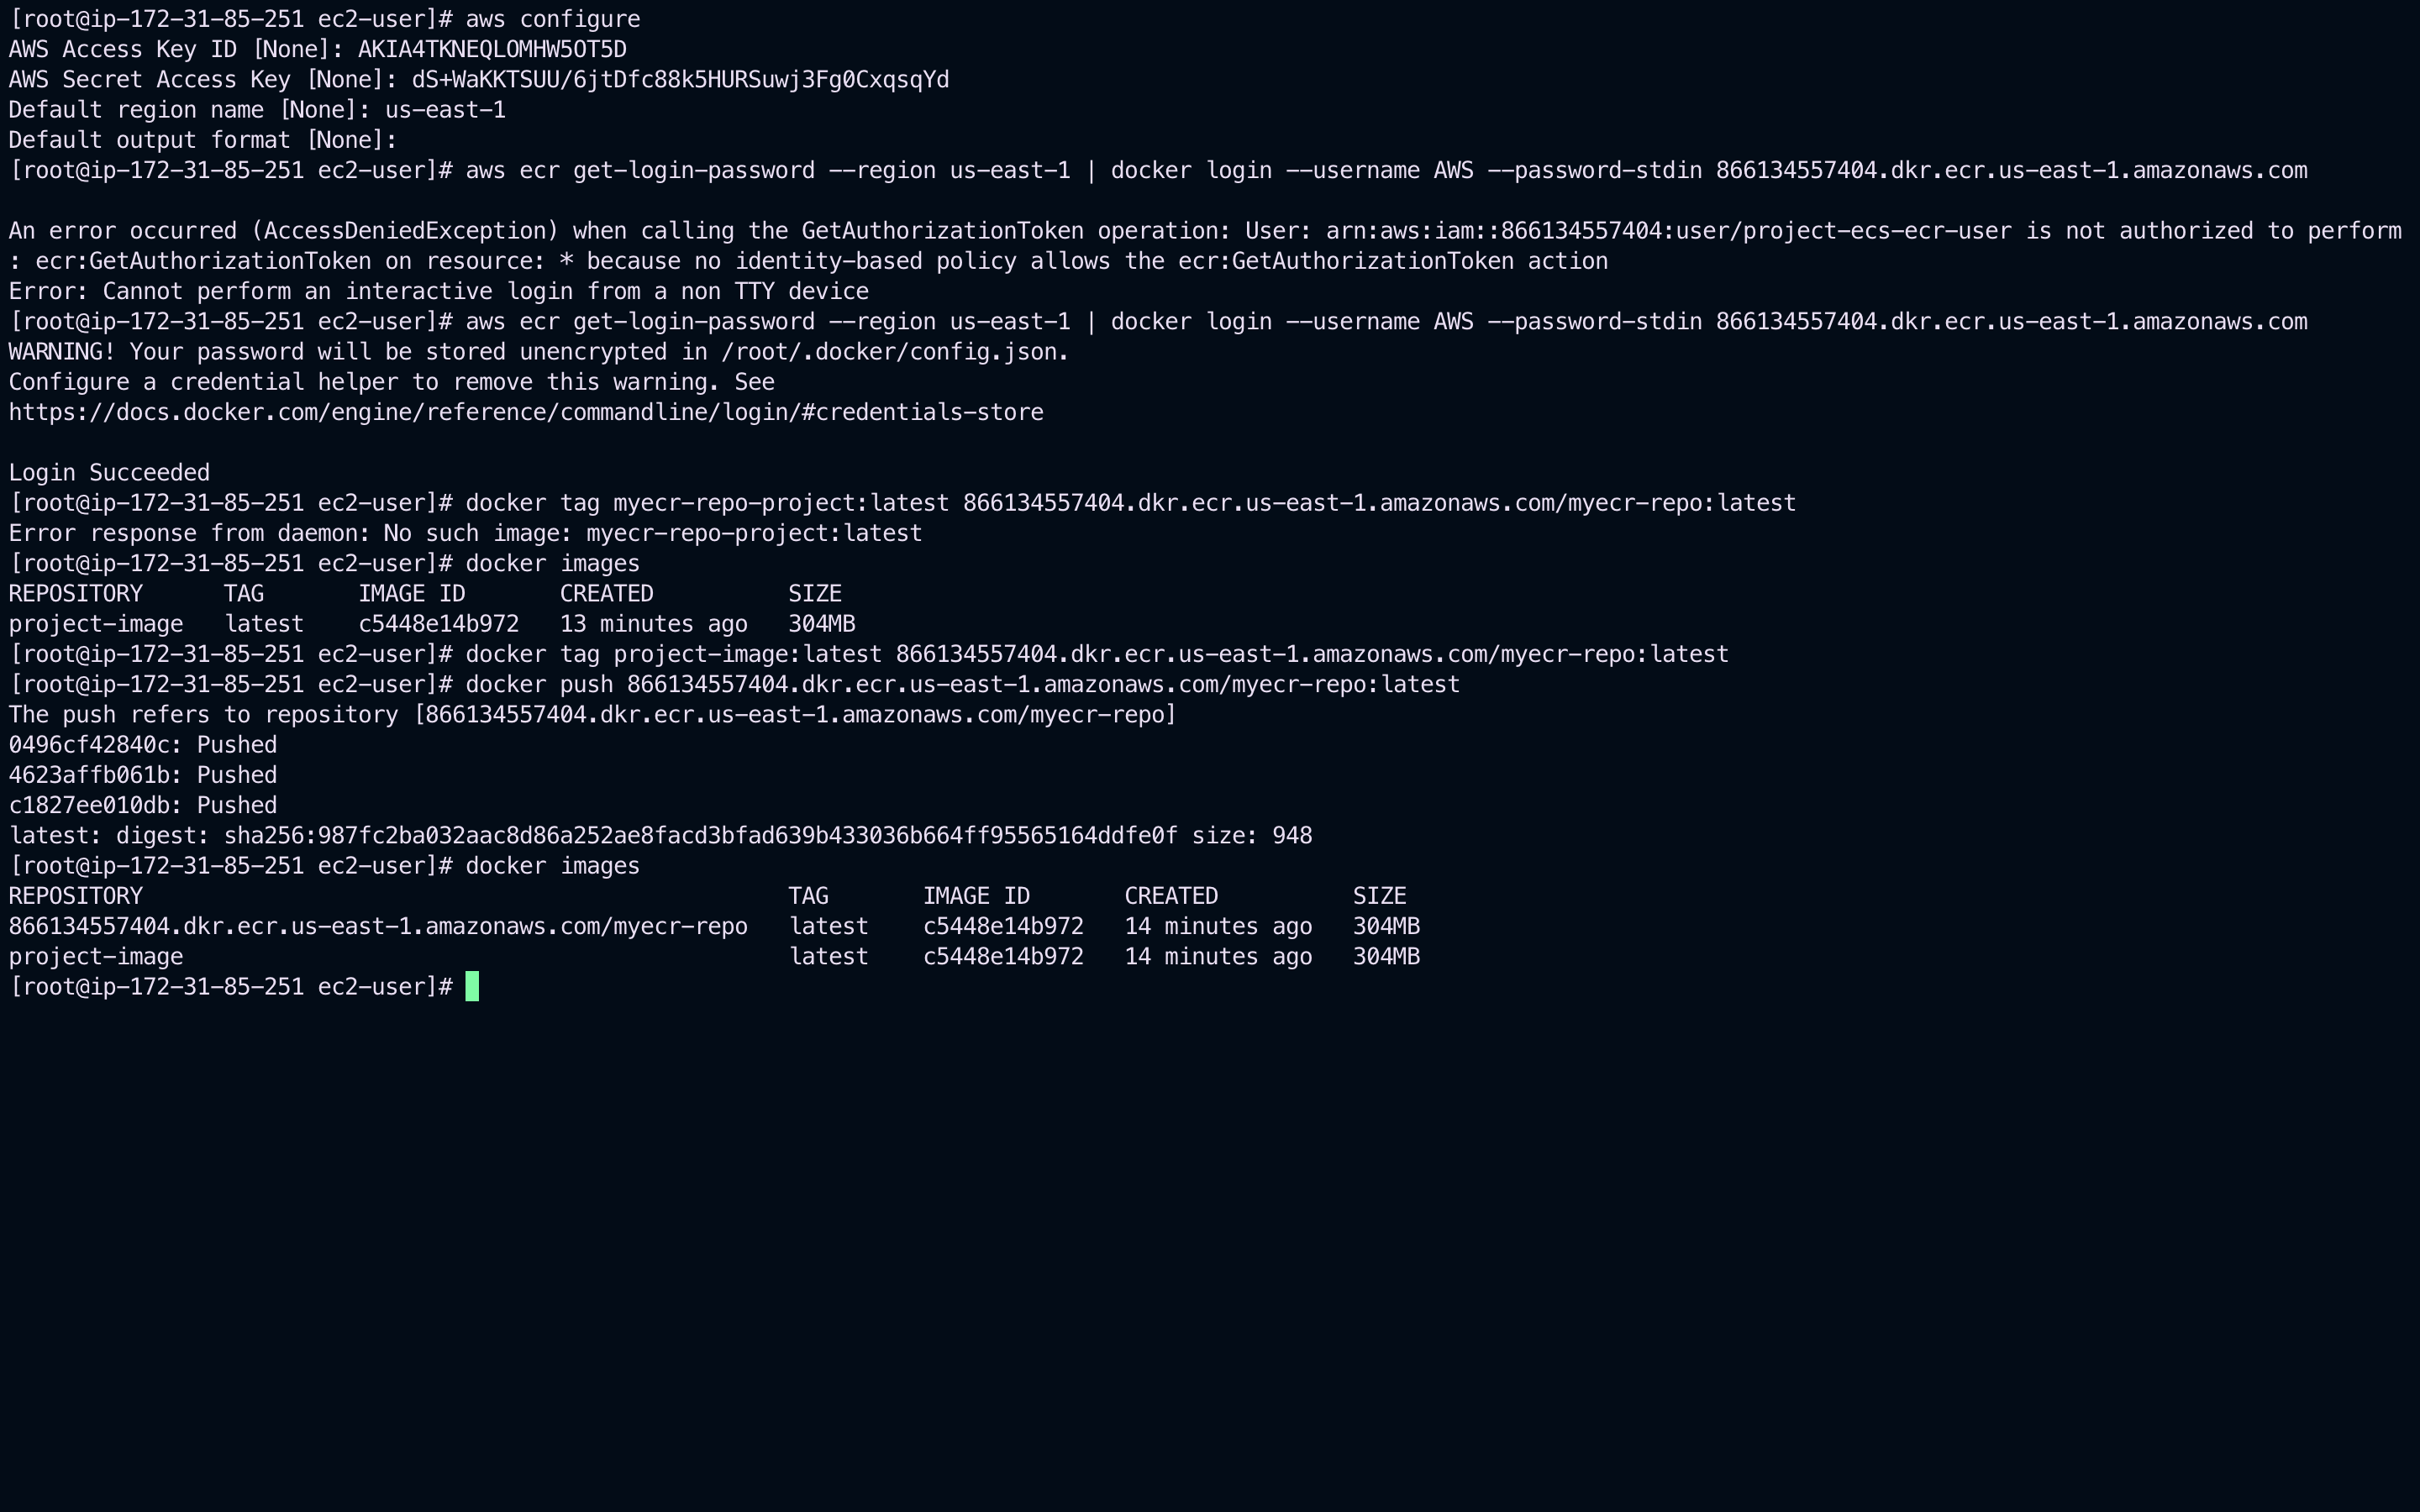 [root@ip-172-31-85-251 ec2-user]# aws configure
AWS Access Key ID [None]: AKIA4TKNEQLOMHW5OT5D
AWS Secret Access Key [None]: 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
Default region name [None]: us-east-1
Default output format [None]:
[root@ip-172-31-85-251 ec2-user]# aws ecr get-login-password --region us-east-1 | docker login --username AWS --password-stdin 866134557404.dkr.ecr.us-east-1.amazonaws.com
An error occurred (AccessDeniedException) when calling the GetAuthorizationToken operation: User: arn:aws:iam::866134557404:user/project-ecs-ecr-user is not authorized to perform
: ecr:GetAuthorizationToken on resource: * because no identity-based policy allows the ecr:GetAuthorizationToken action
Error: Cannot perform an interactive login from a non TTY device
[root@ip-172-31-85-251 ec2-user]# aws ecr get-login-password --region us-east-1 | docker login --username AWS --password-stdin 866134557404.dkr.ecr.us-east-1.amazonaws.com
WARNING! Your password will be stored unencrypted in /root/.docker/config.json.
Configure a credential helper to remove this warning. See
https://docs.docker.com/engine/reference/commandline/login/#credentials-store
Login Succeeded
[root@ip-172-31-85-251 ec2-user]# docker tag myecr-repo-project:latest 866134557404.dkr.ecr.us-east-1.amazonaws.com/myecr-repo:latest
Error response from daemon: No such image: myecr-repo-project:latest
[root@ip-172-31-85-251 ec2-user]# docker images
REPOSITORY      TAG       IMAGE ID       CREATED          SIZE
project-image   latest    c5448e14b972   13 minutes ago   304MB
[root@ip-172-31-85-251 ec2-user]# docker tag project-image:latest 866134557404.dkr.ecr.us-east-1.amazonaws.com/myecr-repo:latest
[root@ip-172-31-85-251 ec2-user]# docker push 866134557404.dkr.ecr.us-east-1.amazonaws.com/myecr-repo:latest
The push refers to repository [866134557404.dkr.ecr.us-east-1.amazonaws.com/myecr-repo]
0496cf42840c: Pushed
4623affb061b: Pushed
c1827ee010db: Pushed
latest: digest: sha256:987fc2ba032aac8d86a252ae8facd3bfad639b433036b664ff95565164ddfe0f size: 948
[root@ip-172-31-85-251 ec2-user]# docker images
REPOSITORY                                                TAG       IMAGE ID       CREATED          SIZE
866134557404.dkr.ecr.us-east-1.amazonaws.com/myecr-repo   latest    c5448e14b972   14 minutes ago   304MB
project-image                                             latest    c5448e14b972   14 minutes ago   304MB
[root@ip-172-31-85-251 ec2-user]#